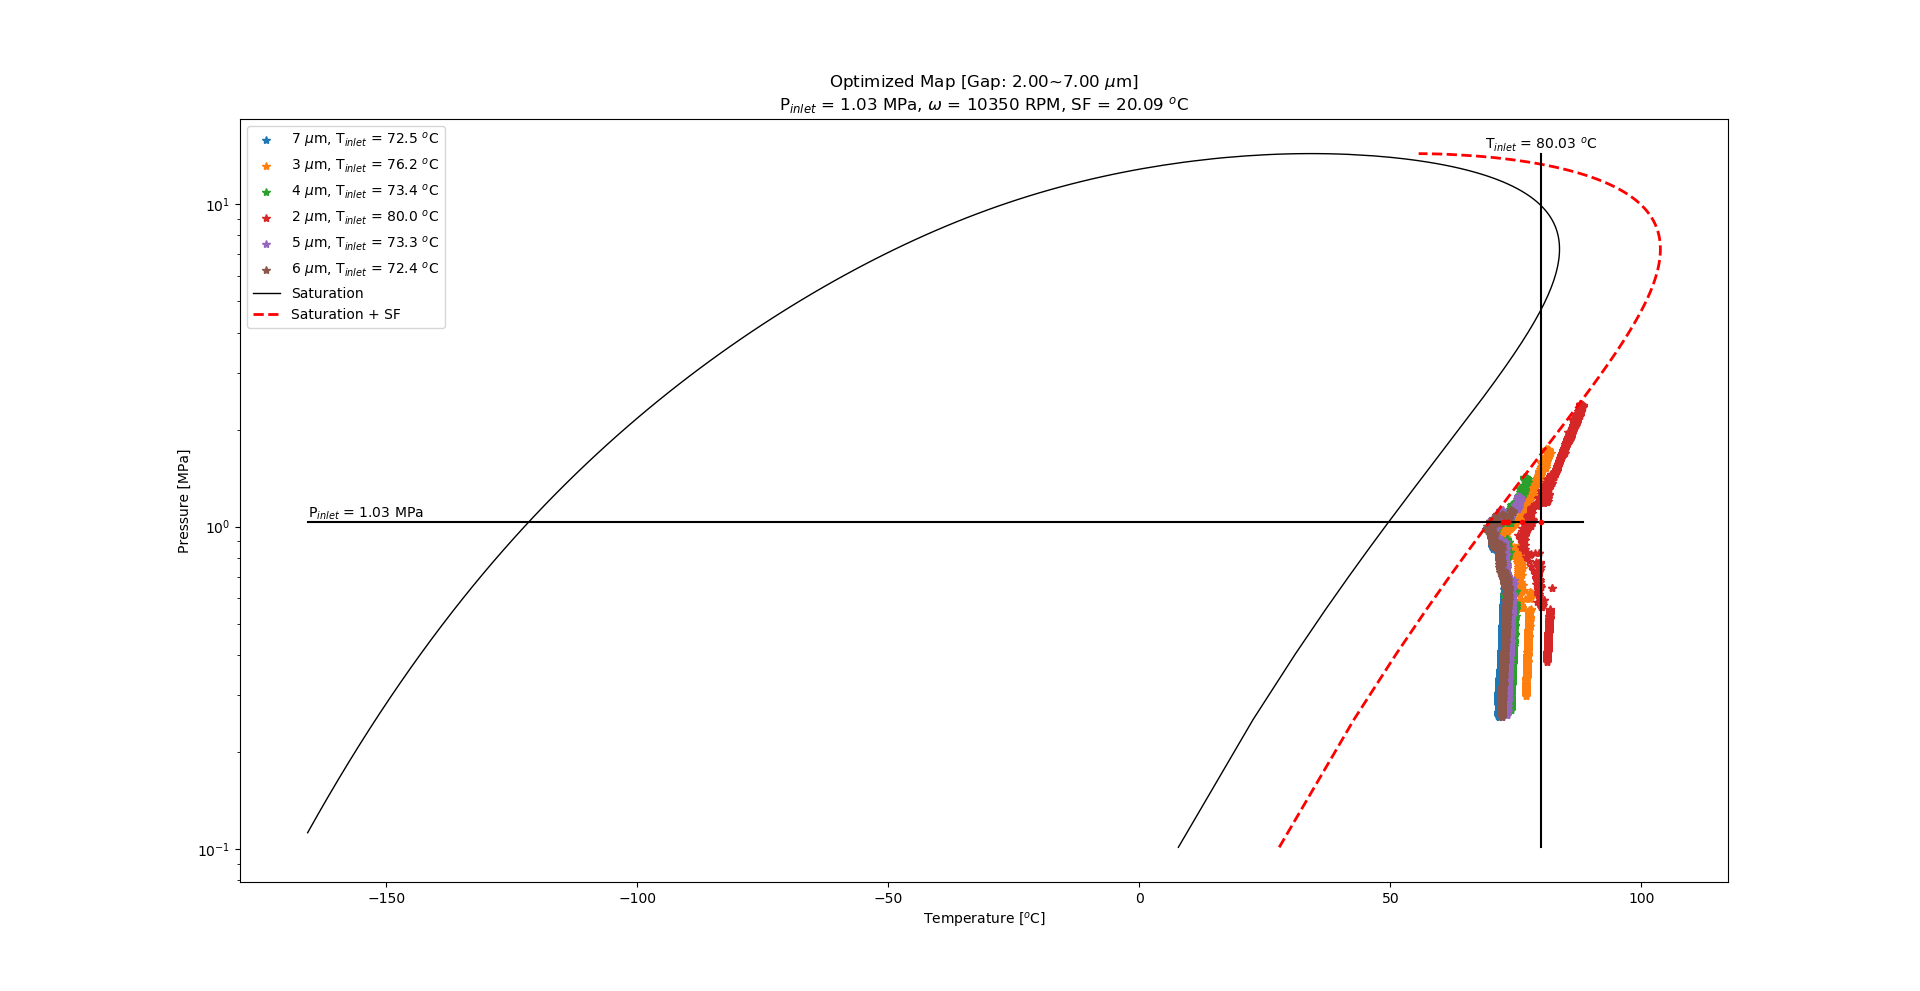 Optimized Map [Gap: 2.00~7.00 μm]
P_inlet = 1.03 MPa, ω = 10350 RPM, SF = 20.09 °C
7 μm, T_inlet = 72.5 °C
3 μm, T_inlet = 76.2 °C
4 μm, T_inlet = 73.4 °C
2 μm, T_inlet = 80.0 °C
5 μm, T_inlet = 73.3 °C
6 μm, T_inlet = 72.4 °C
Saturation
Saturation + SF
T_inlet = 80.03 °C
P_inlet = 1.03 MPa
Pressure [MPa]
10^1
10^0
10^−1
−150 −100 −50 0 50 100
Temperature [°C]